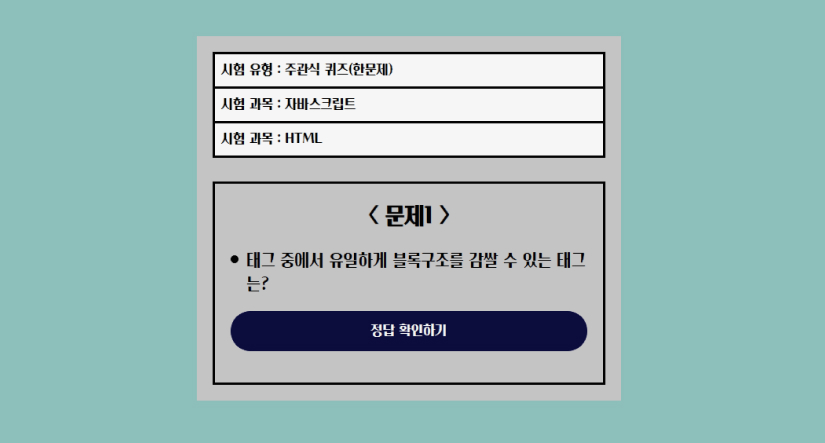 시험 유형 : 주관식 퀴즈(한문제)
시험 과목 : 자바스크립트
시험 과목 : HTML
〈 문제1 〉
● 태그 중에서 유일하게 블록구조를 감쌀 수 있는 태그
는?
정답 확인하기